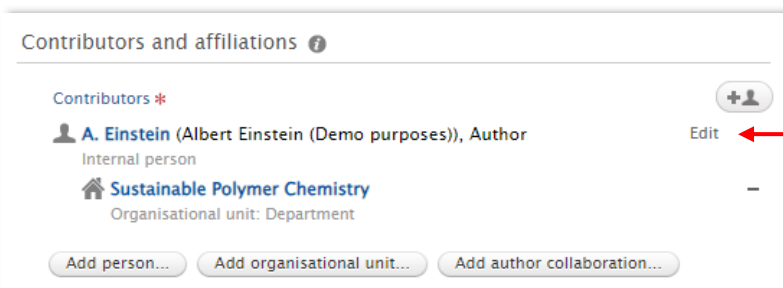 Contributors and affiliations
Contributors *
A. Einstein (Albert Einstein (Demo purposes)), Author Edit
Internal person
Sustainable Polymer Chemistry
Organisational unit: Department
Add person... Add organisational unit... Add author collaboration...